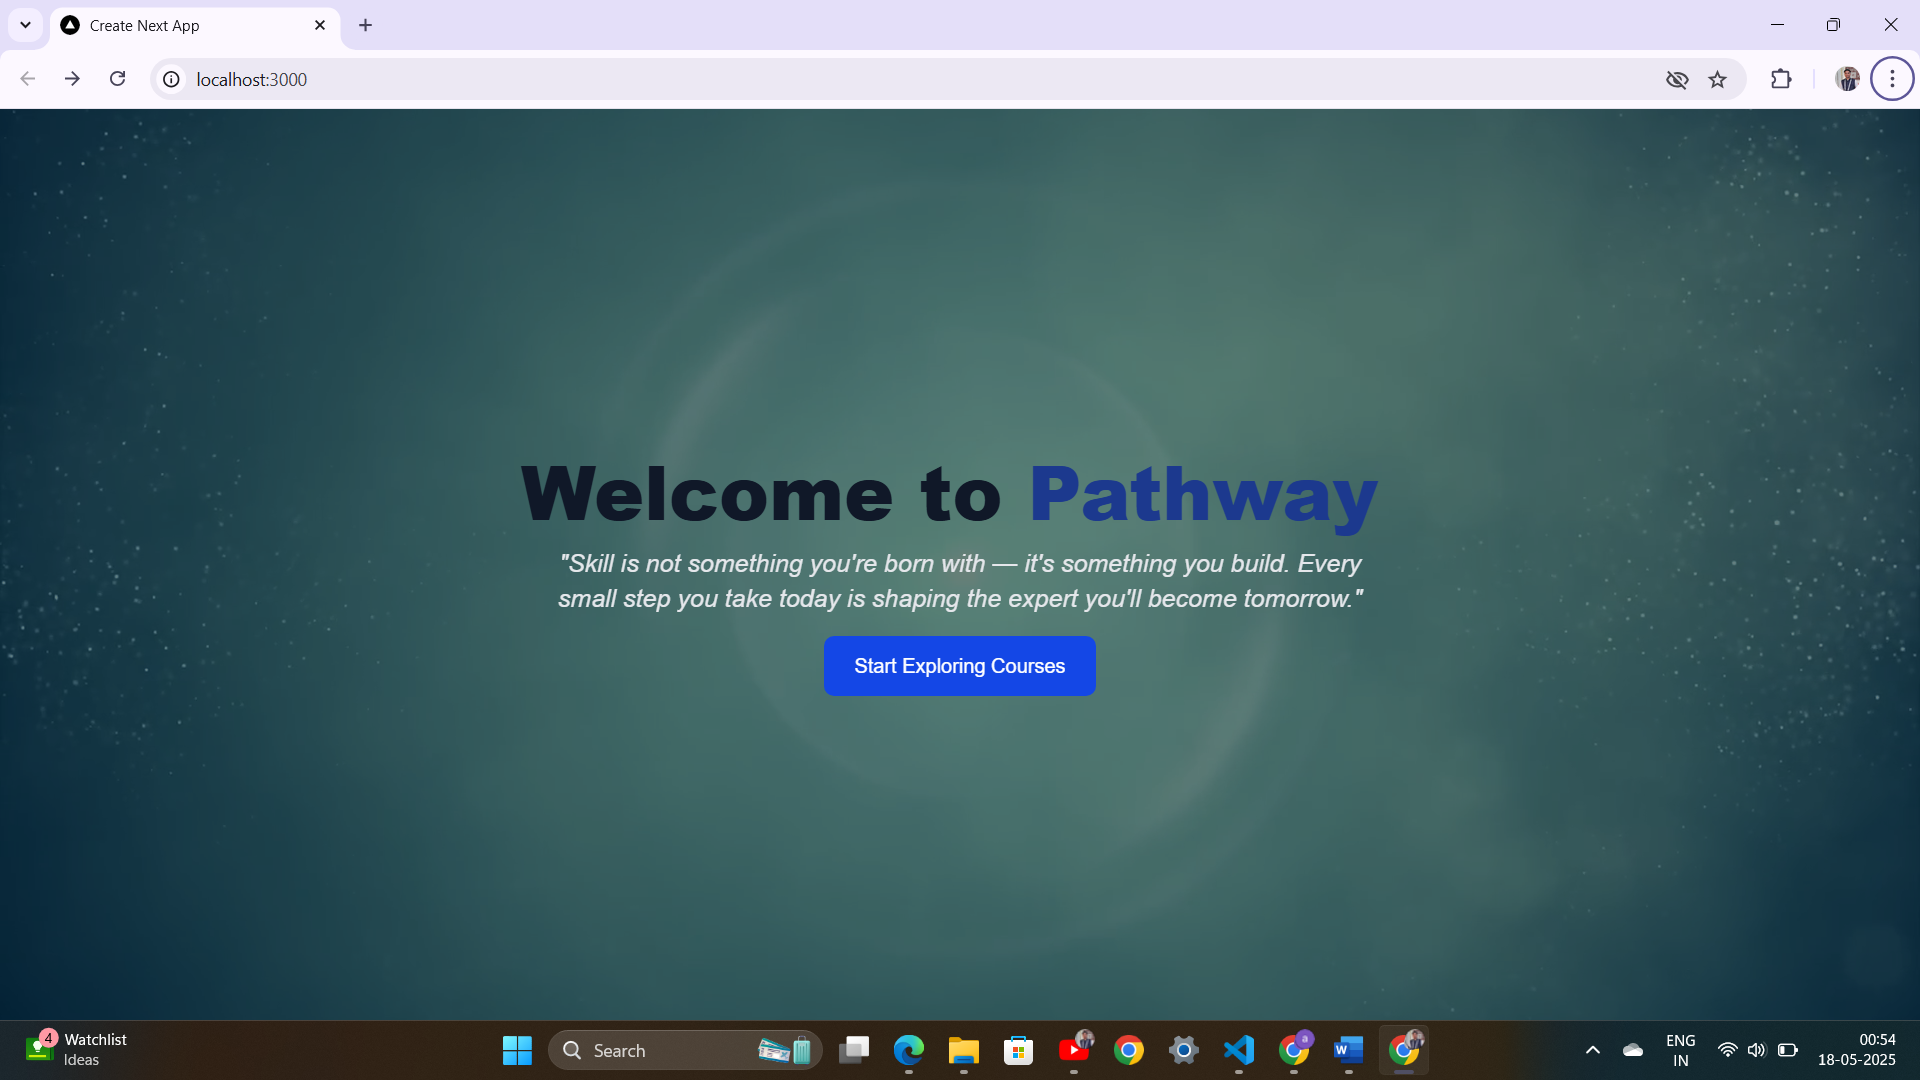 Create Next App
localhost:3000
Welcome to Pathway
"Skill is not something you're born with — it's something you build. Every
small step you take today is shaping the expert you'll become tomorrow."
Start Exploring Courses
4
Watchlist
Ideas
Search
a
W
ENG
IN
00:54
18-05-2025